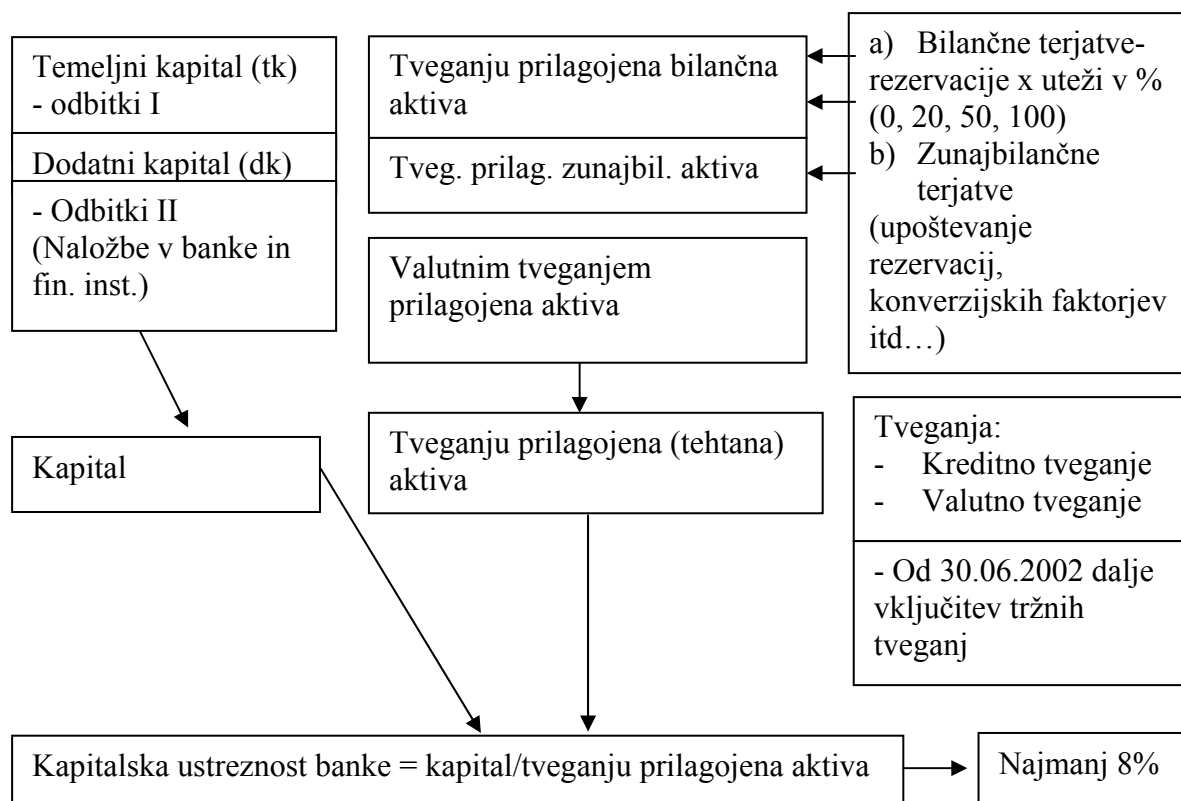 Temeljni kapital (tk)
- odbitki I
Dodatni kapital (dk)
- Odbitki II
(Naložbe v banke in
fin. inst.)
Kapital
Tveganju prilagojena bilančna
aktiva
Tveg. prilag. zunajbil. aktiva
Valutnim tveganjem
prilagojena aktiva
Tveganju prilagojena (tehtana)
aktiva
a) Bilančne terjatve-
rezervacije x uteži v %
(0, 20, 50, 100)
b) Zunajbilančne
terjatve
(upoštevanje
rezervacij,
konverzijskih faktorjev
itd…)
Tveganja:
- Kreditno tveganje
- Valutno tveganje
- Od 30.06.2002 dalje
vključitev tržnih
tveganj
Kapitalska ustreznost banke = kapital/tveganju prilagojena aktiva
Najmanj 8%